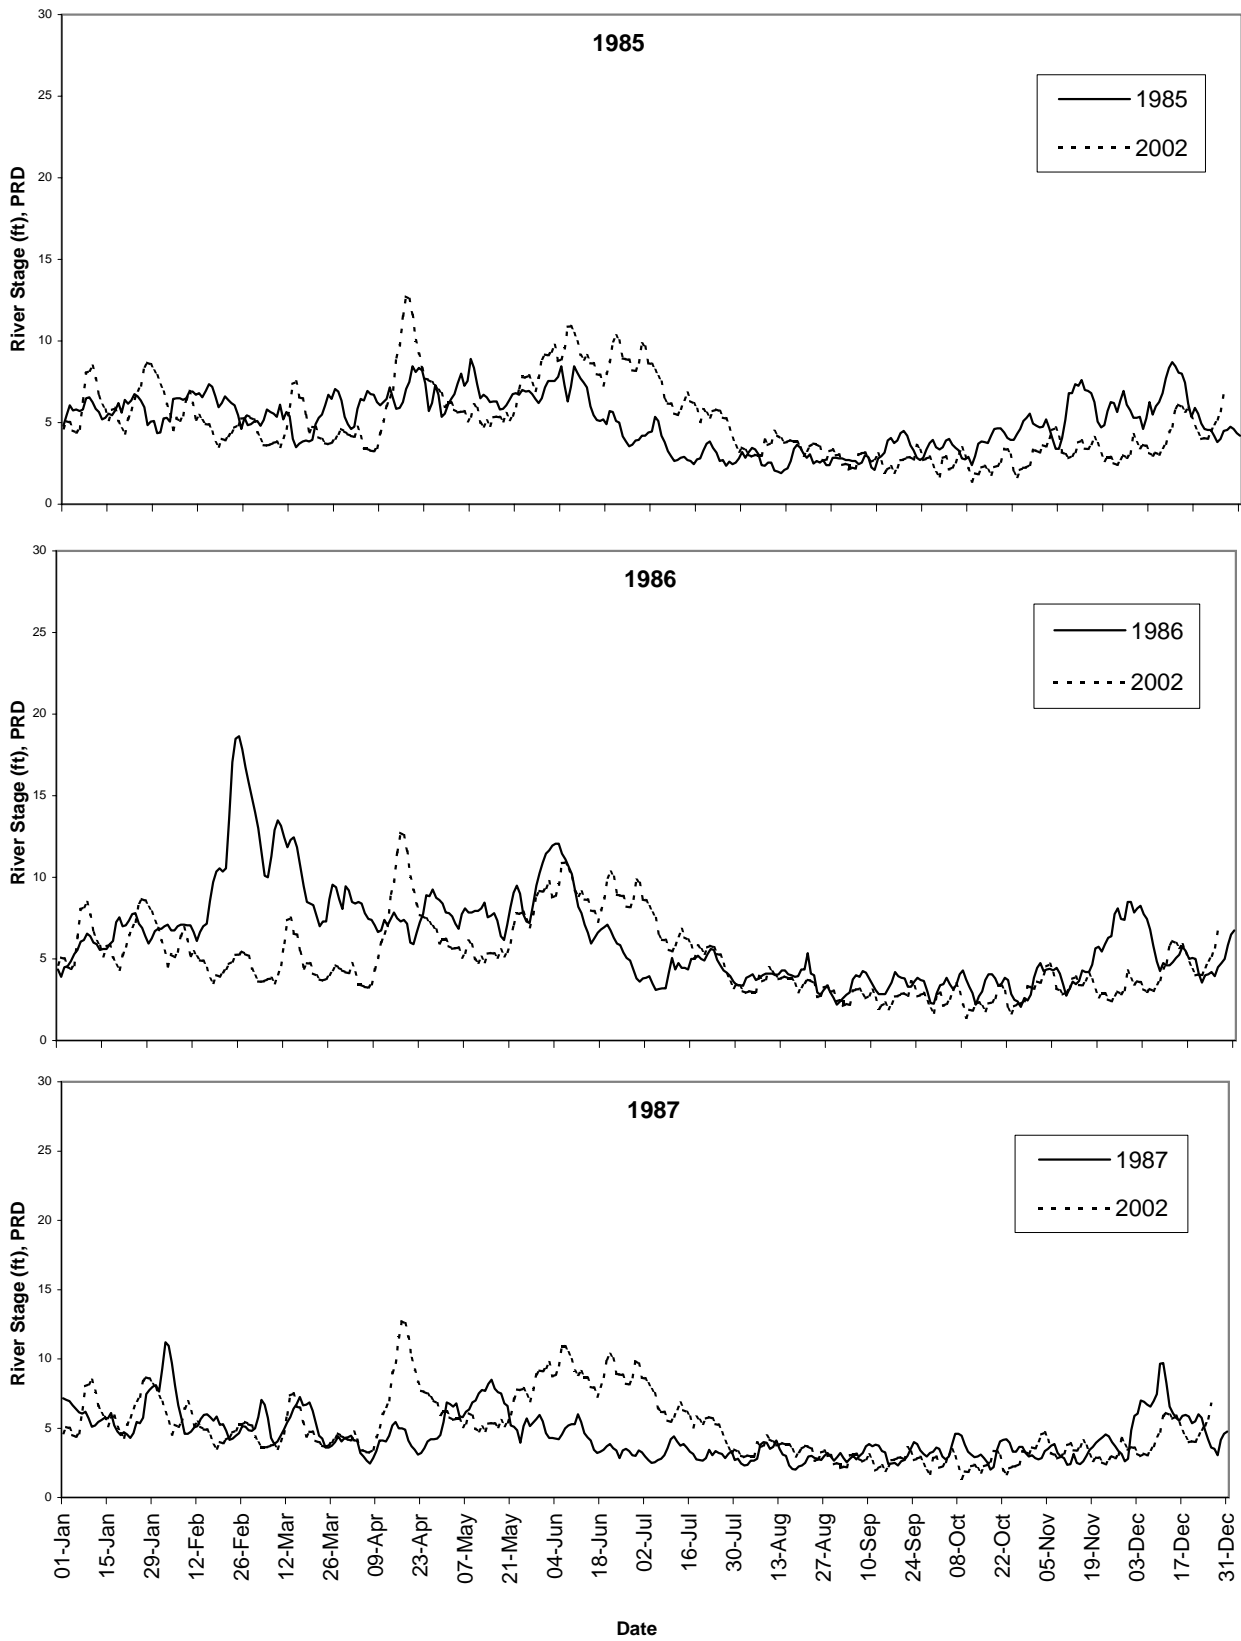 1985
30
25
20
15
10
5
0
River Stage (ft), PRD
1985
2002
1986
30
25
20
15
10
5
0
River Stage (ft), PRD
1986
2002
1987
30
25
20
15
10
5
0
River Stage (ft), PRD
1987
2002
01-Jan
15-Jan
29-Jan
12-Feb
26-Feb
12-Mar
26-Mar
09-Apr
23-Apr
07-May
21-May
04-Jun
18-Jun
02-Jul
16-Jul
30-Jul
13-Aug
27-Aug
10-Sep
24-Sep
08-Oct
22-Oct
05-Nov
19-Nov
03-Dec
17-Dec
31-Dec
Date